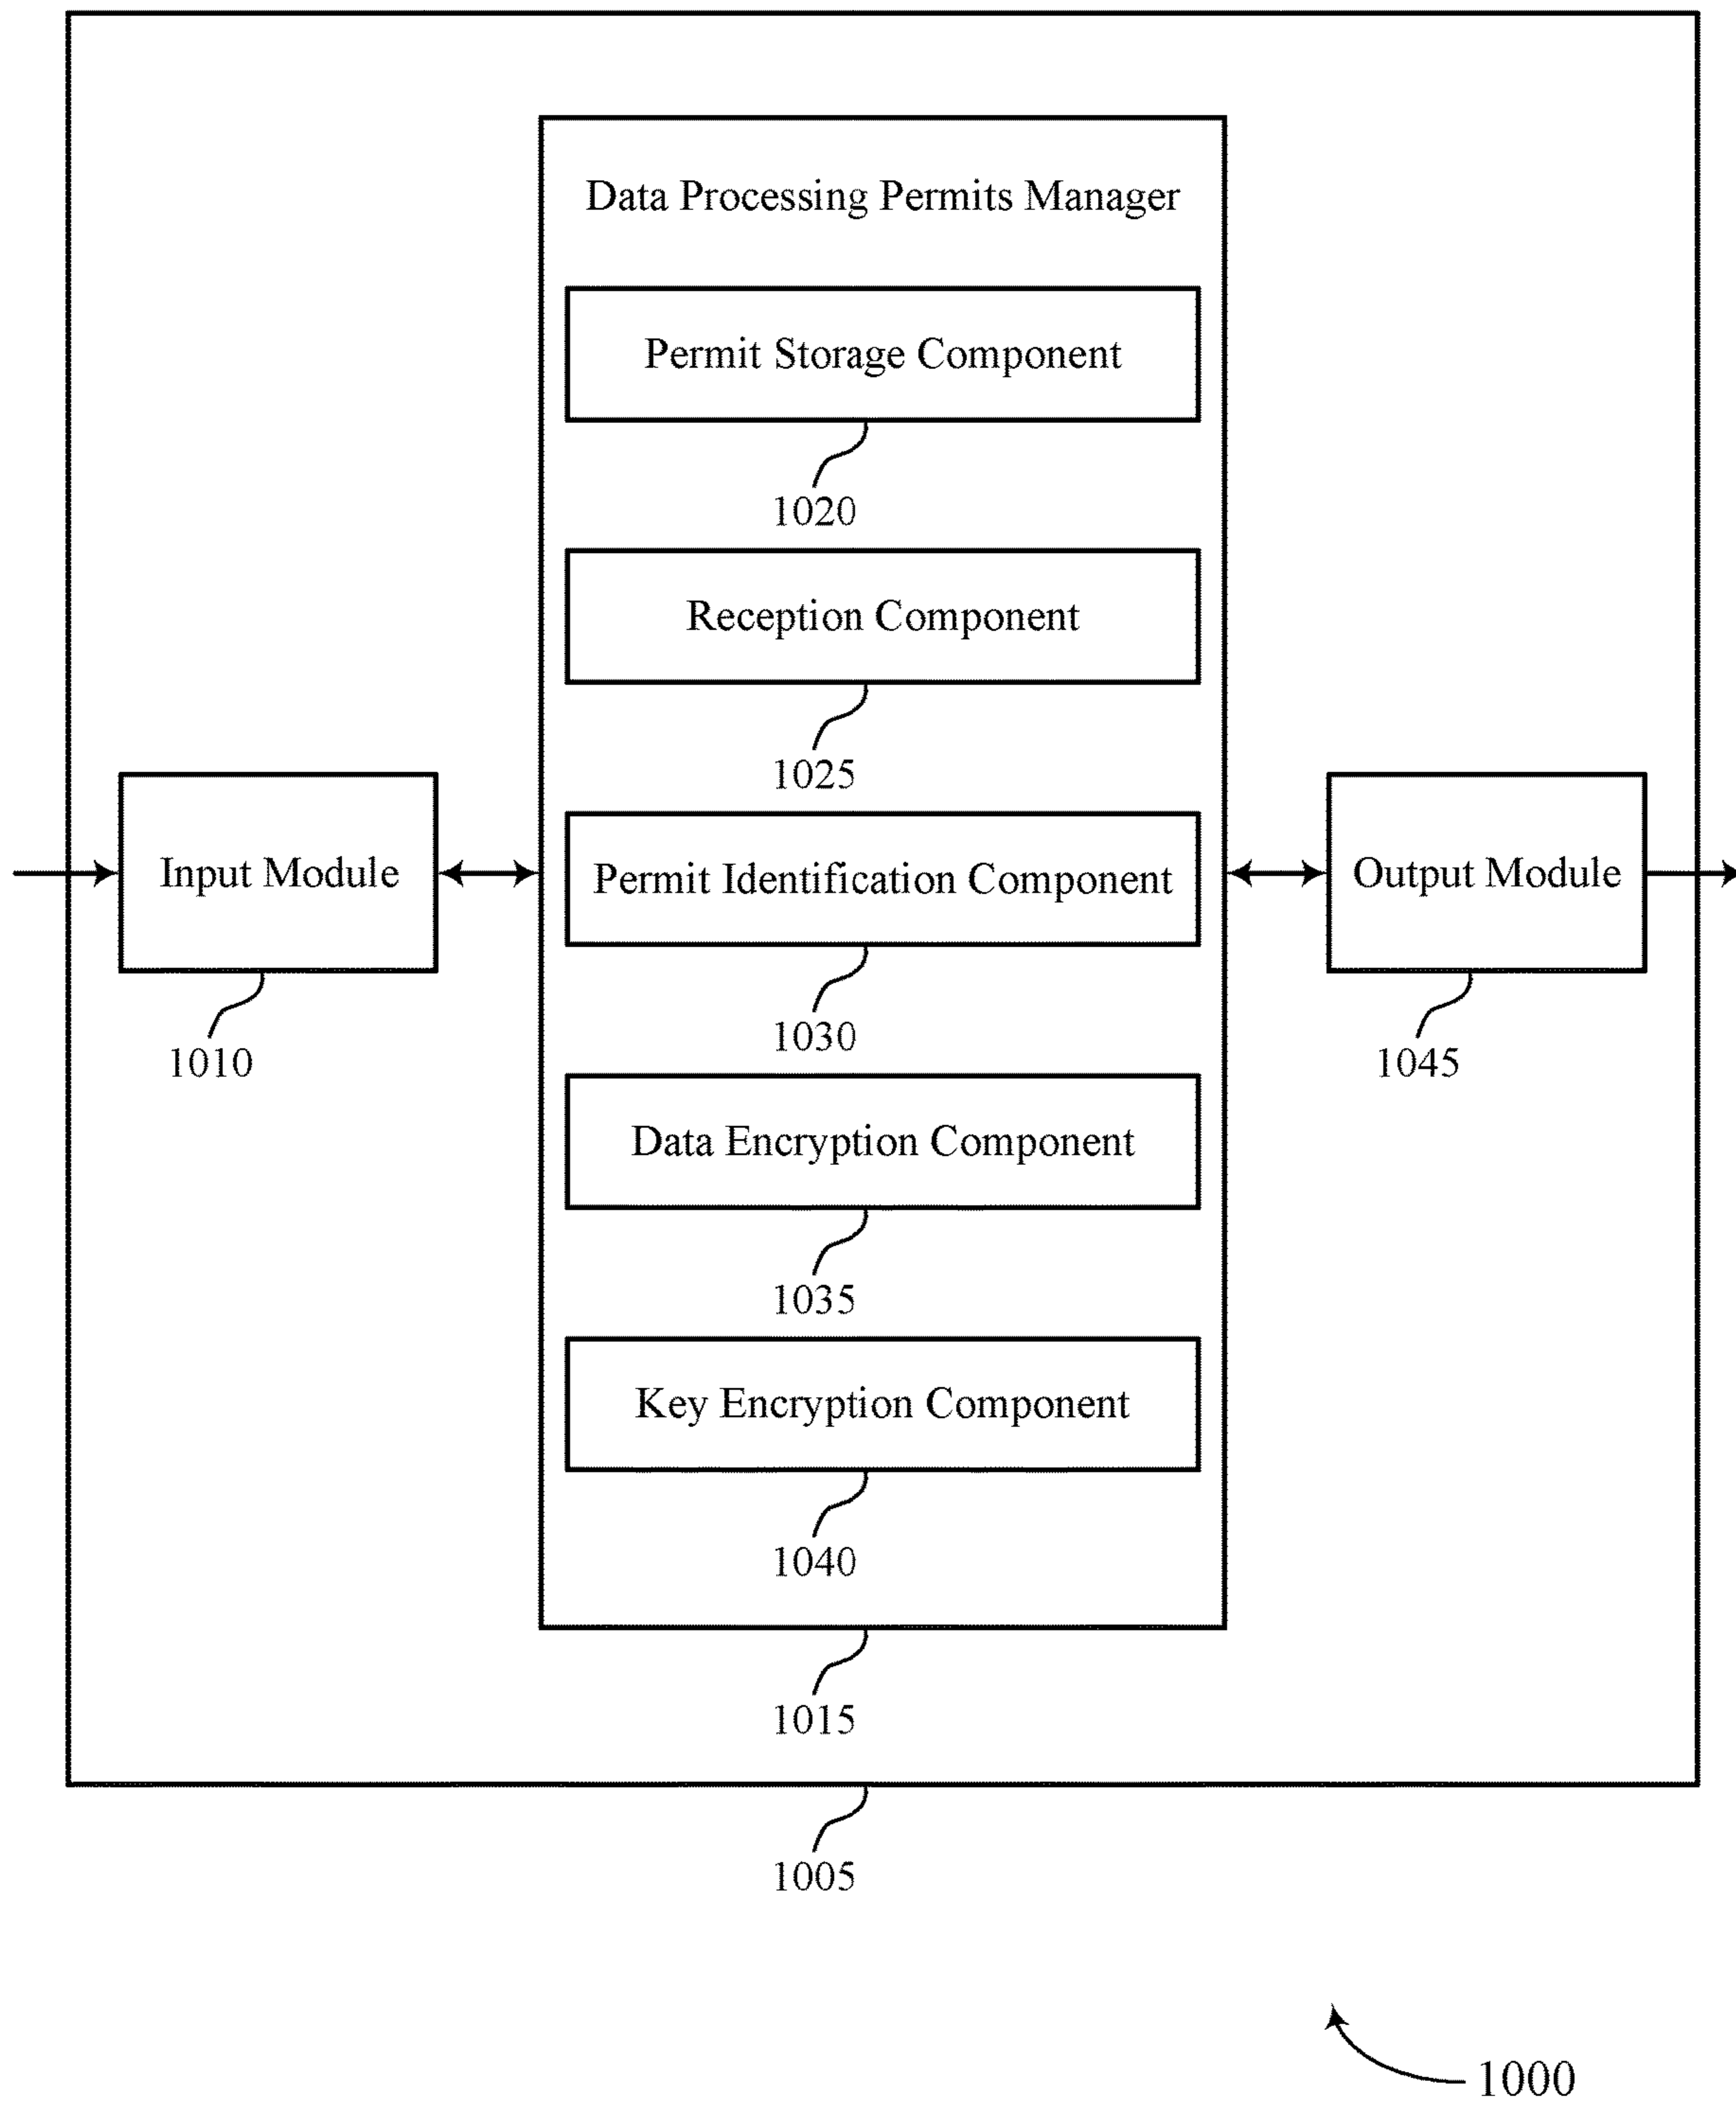 Data Processing Permits Manager
Permit Storage Component
1020
Reception Component
1025
Input Module
1010
Permit Identification Component
1030
Output Module
1045
Data Encryption Component
1035
Key Encryption Component
1040
1015
1005
1000